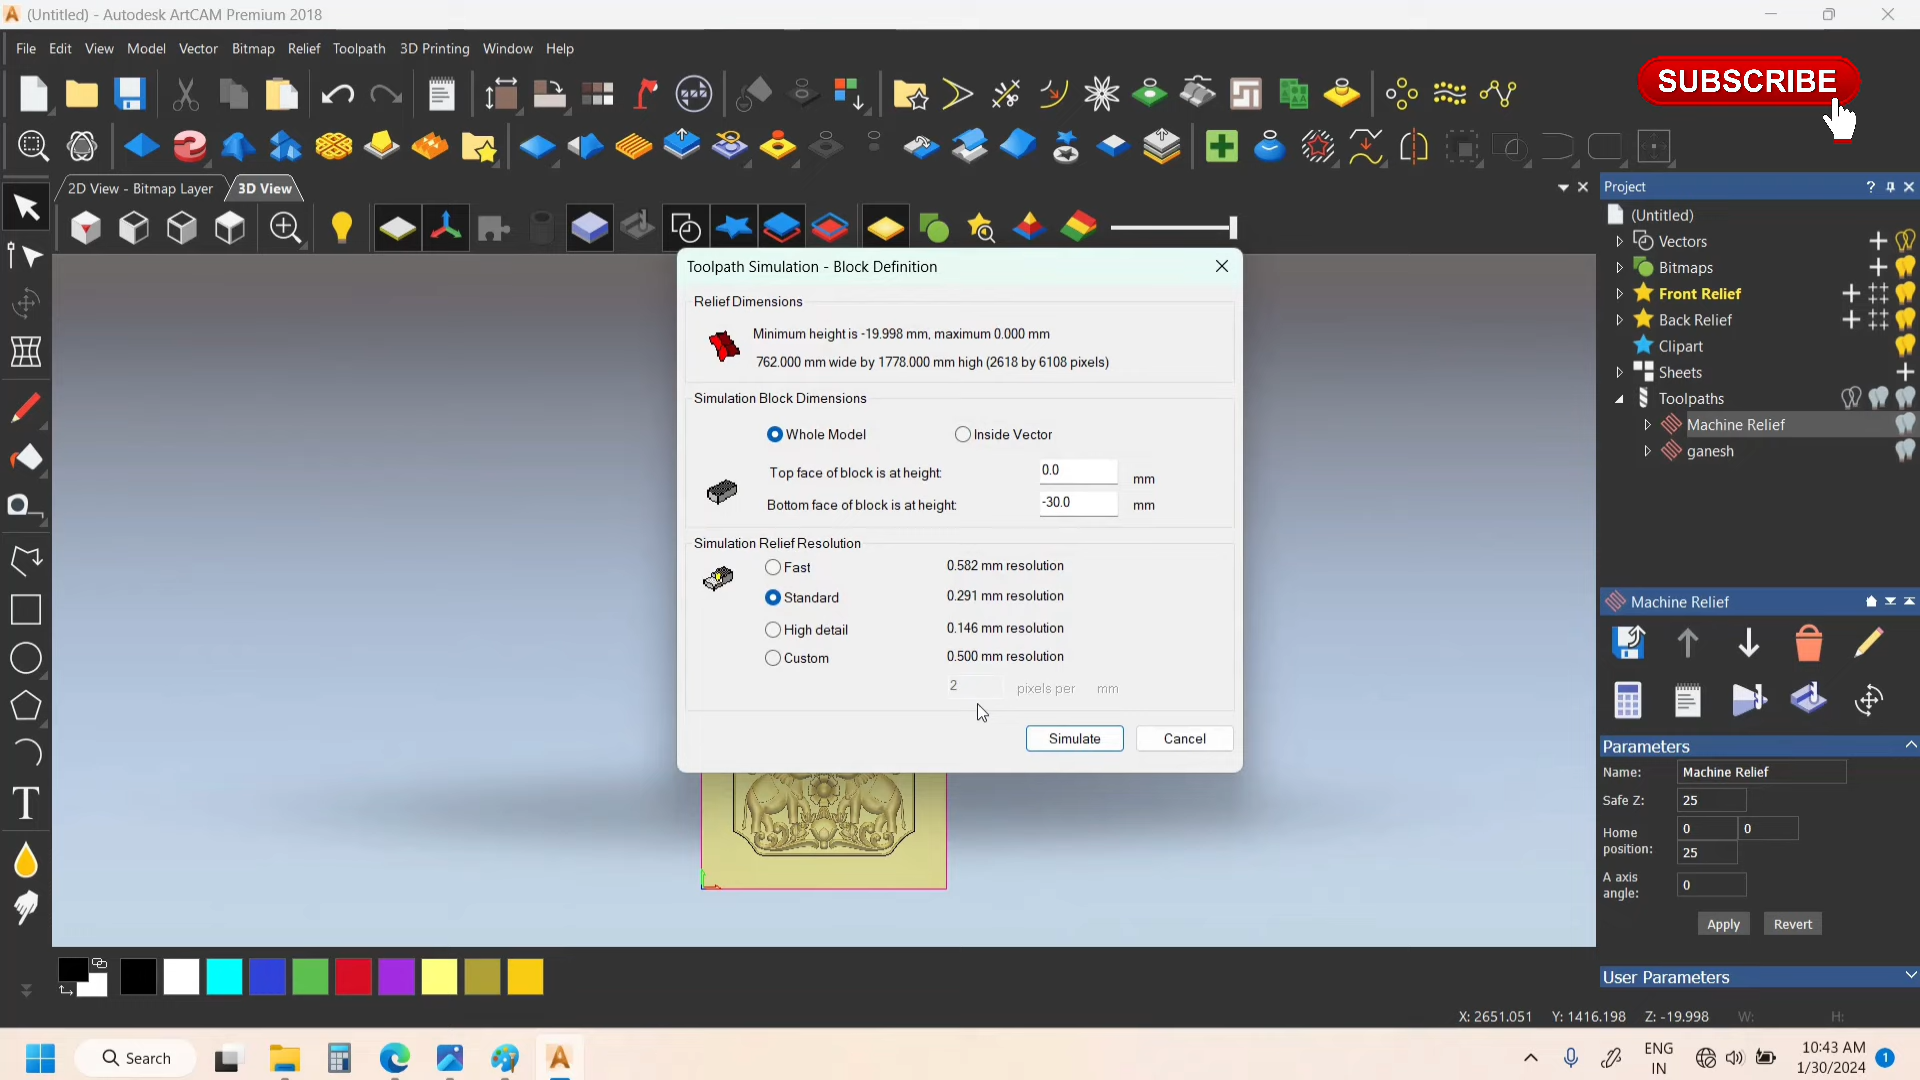 (Untitled) - Autodesk ArtCAM Premium 2018
File Edit View Model Vector Bitmap Relief Toolpath 3D Printing Window Help
SUBSCRIBE
2D View - Bitmap Layer 3D View
Project
(Untitled)
Vectors
Bitmaps
Front Relief
Back Relief
Clipart
Sheets
Toolpaths
Machine Relief
ganesh
Toolpath Simulation - Block Definition
Relief Dimensions
Minimum height is -19.998 mm, maximum 0.000 mm
762.000 mm wide by 1778.000 mm high (2618 by 6108 pixels)
Simulation Block Dimensions
Whole Model Inside Vector
Top face of block is at height: 0.0 mm
Bottom face of block is at height: -30.0 mm
Simulation Relief Resolution
Fast 0.582 mm resolution
Standard 0.291 mm resolution
High detail 0.146 mm resolution
Custom 0.500 mm resolution
2 pixels per mm
Simulate Cancel
Machine Relief
Parameters
Name: Machine Relief
Safe Z: 25
Home position: 0 0
25
A axis angle: 0
Apply Revert
User Parameters
X: 2651.051 Y: 1416.198 Z: -19.998 W: H:
Search
ENG
IN
10:43 AM
1/30/2024
1